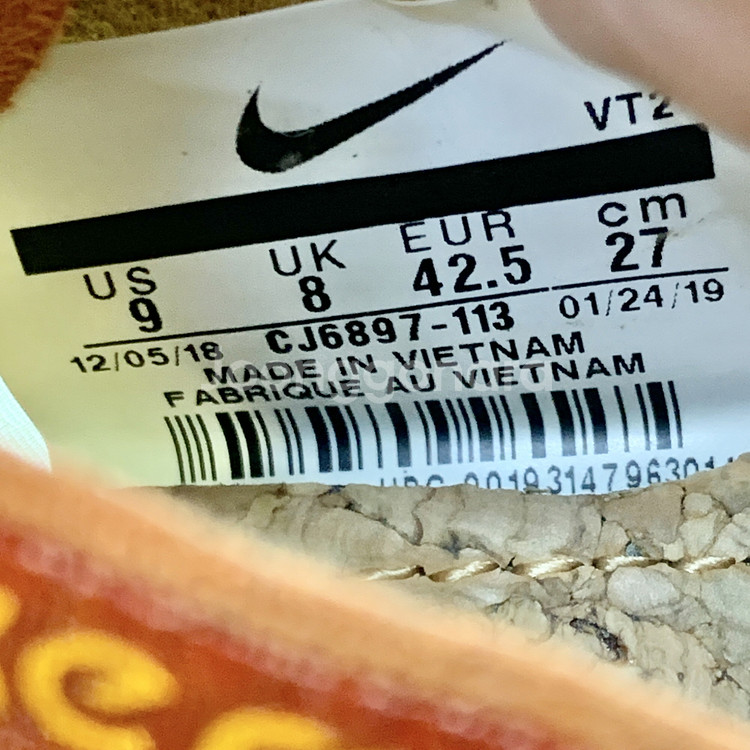 VT2
US UK EUR cm
9 8 42.5 27
12/05/18 CJ6897-113 01/24/19
MADE IN VIETNAM
FABRIQUE AU VIETNAM